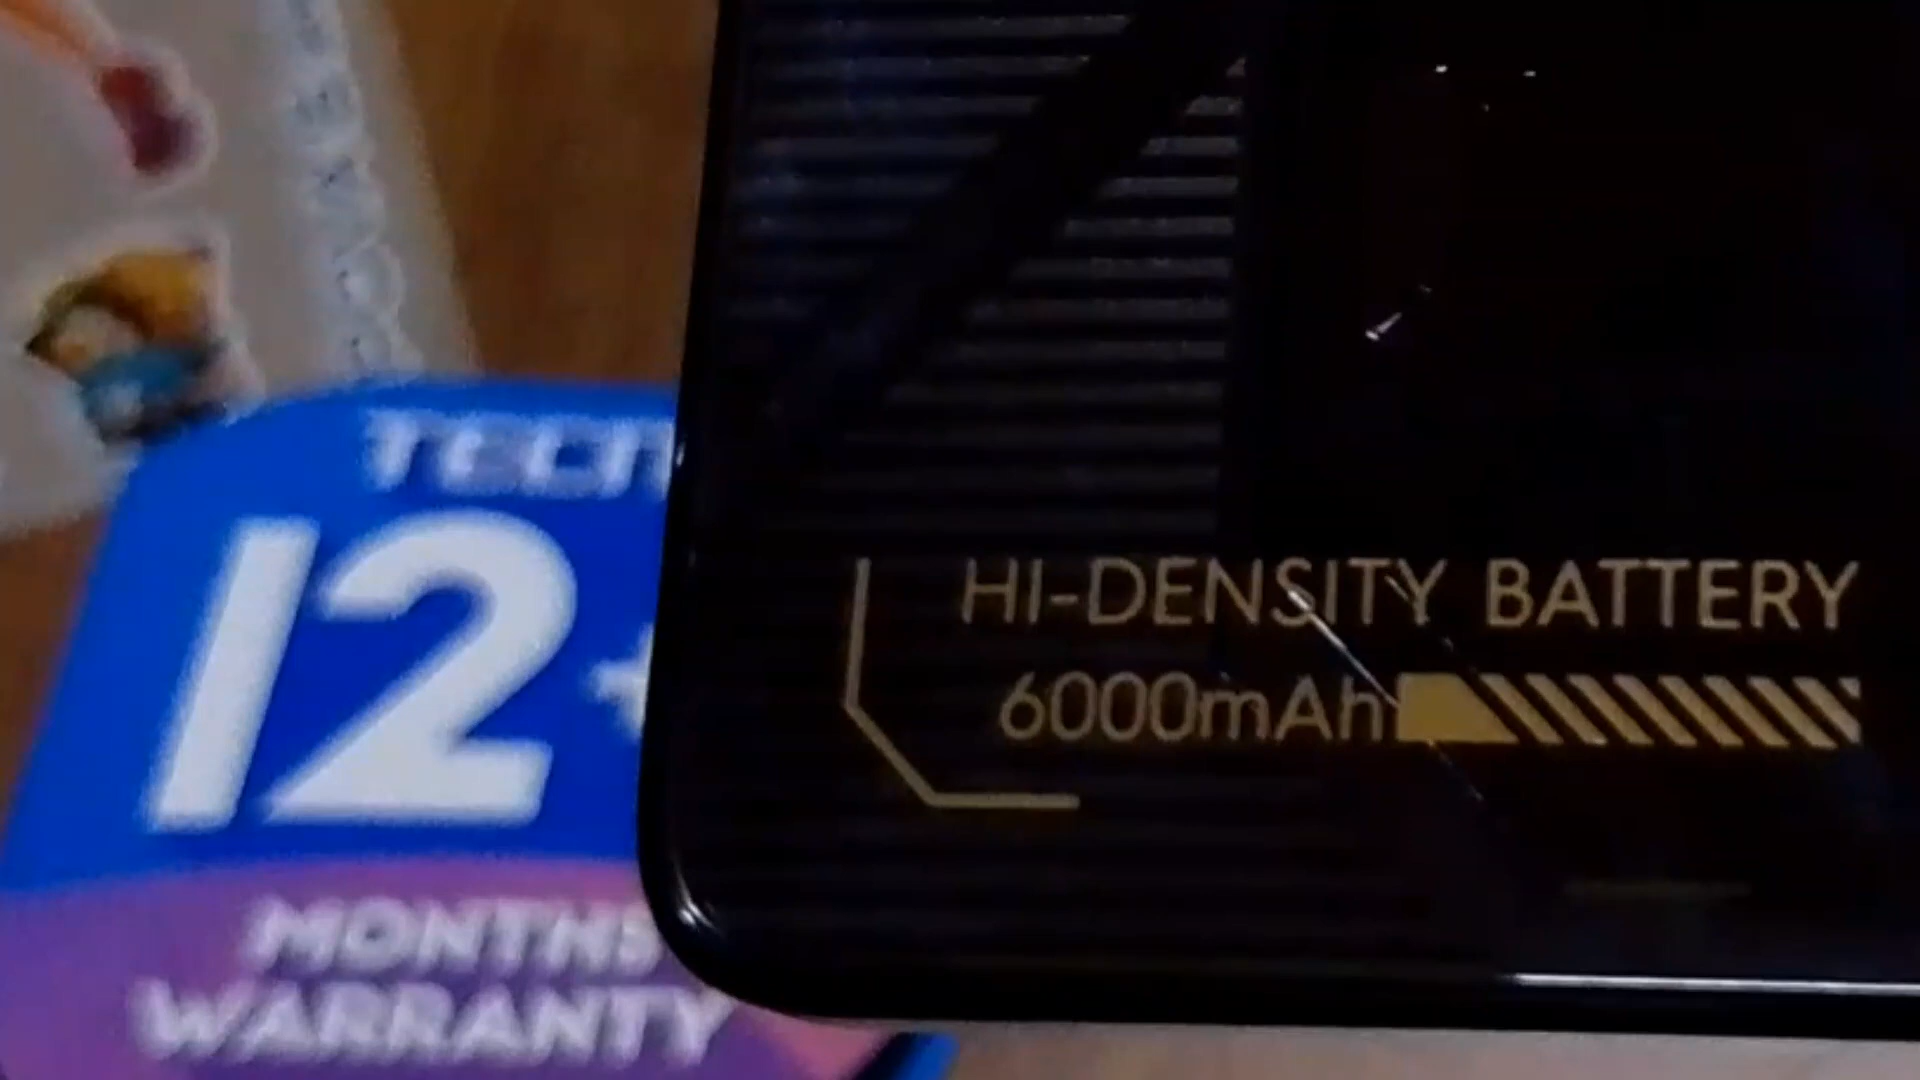 12+
MONTHS
WARRANTY
HI-DENSITY BATTERY
6000mAh